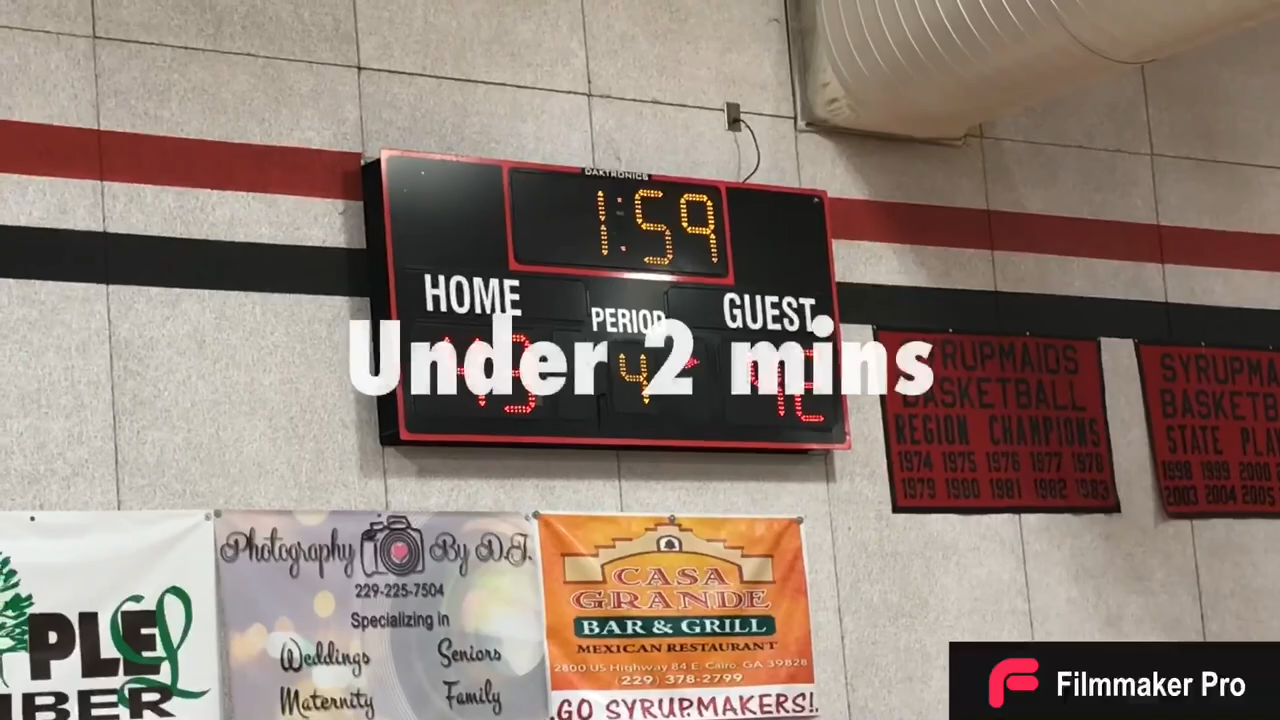 DAKTRONICS
1:59
HOME
PERIOD
GUEST
Under 2 mins
43
4
SYRUPMAIDS
BASKETBALL
REGION CHAMPIONS
1974 1975 1976 1977 1978
1979 1980 1981 1982 1983
SYRUPMA
BASKETB
STATE PLA
1998 1999 2000
2003 2004 2005
PLE
BER
Photography By D.J.
229-225-7504
Specializing in
Weddings
Seniors
Maternity
Family
CASA
GRANDE
BAR & GRILL
MEXICAN RESTAURANT
2800 US Highway 84 E. Cairo, GA 39828
(229) 378-2799
GO SYRUPMAKERS!
Filmmaker Pro